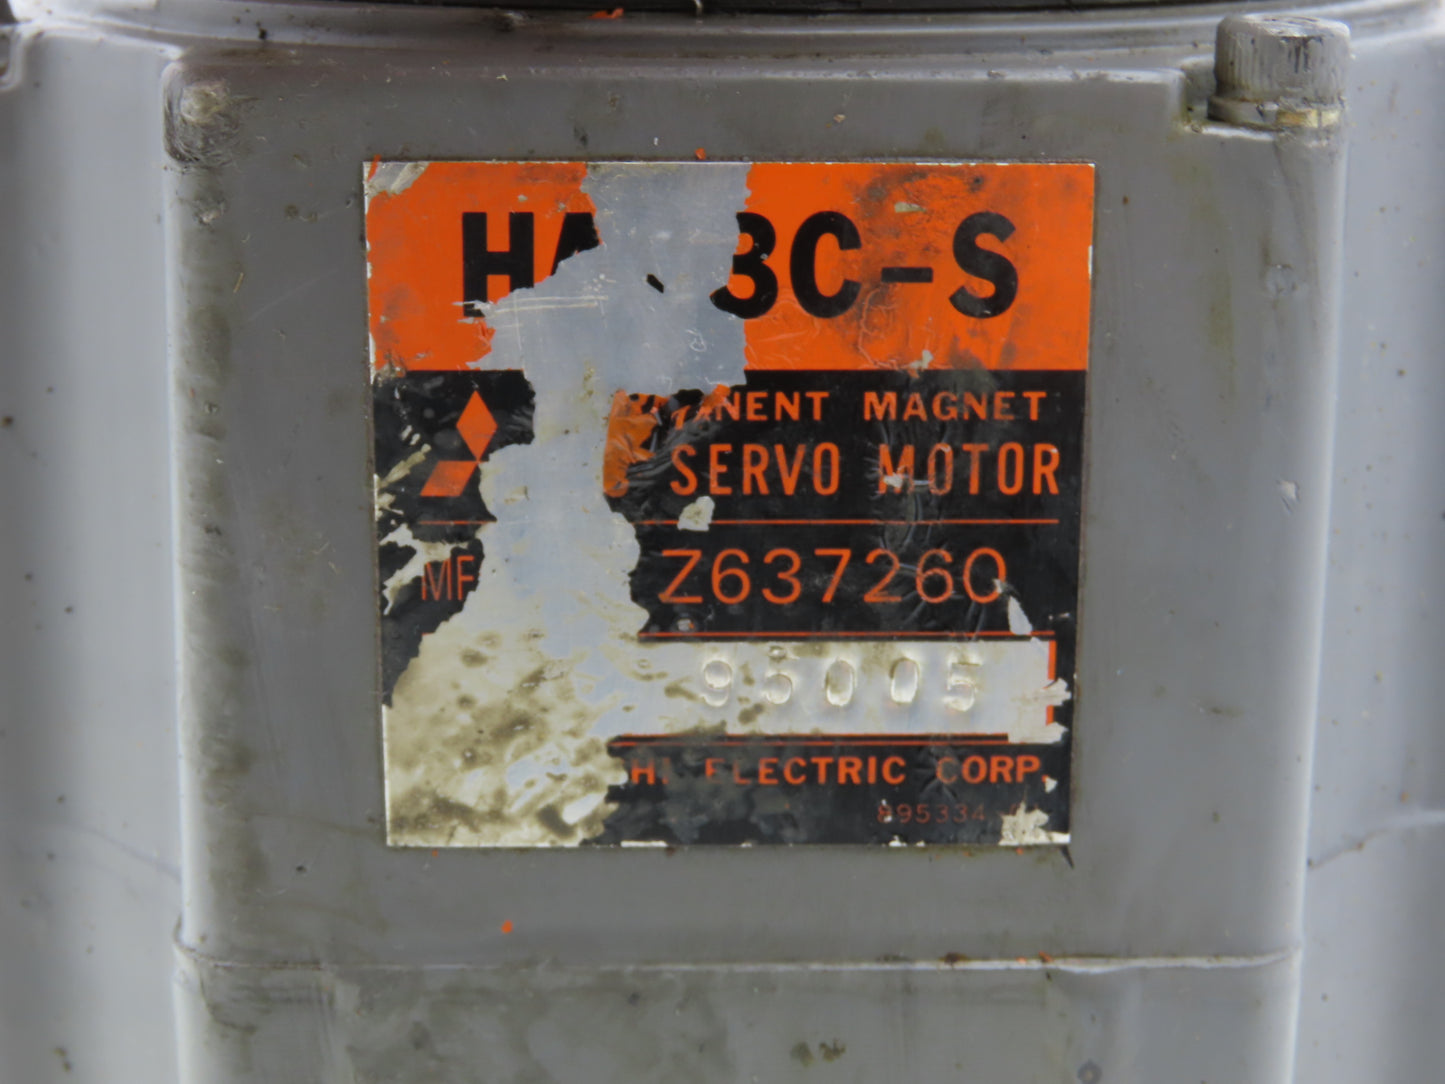 HA 3C-S
NENT MAGNET
SERVO MOTOR
MF Z637260
95005
HI ELECTRIC CORP.
895334